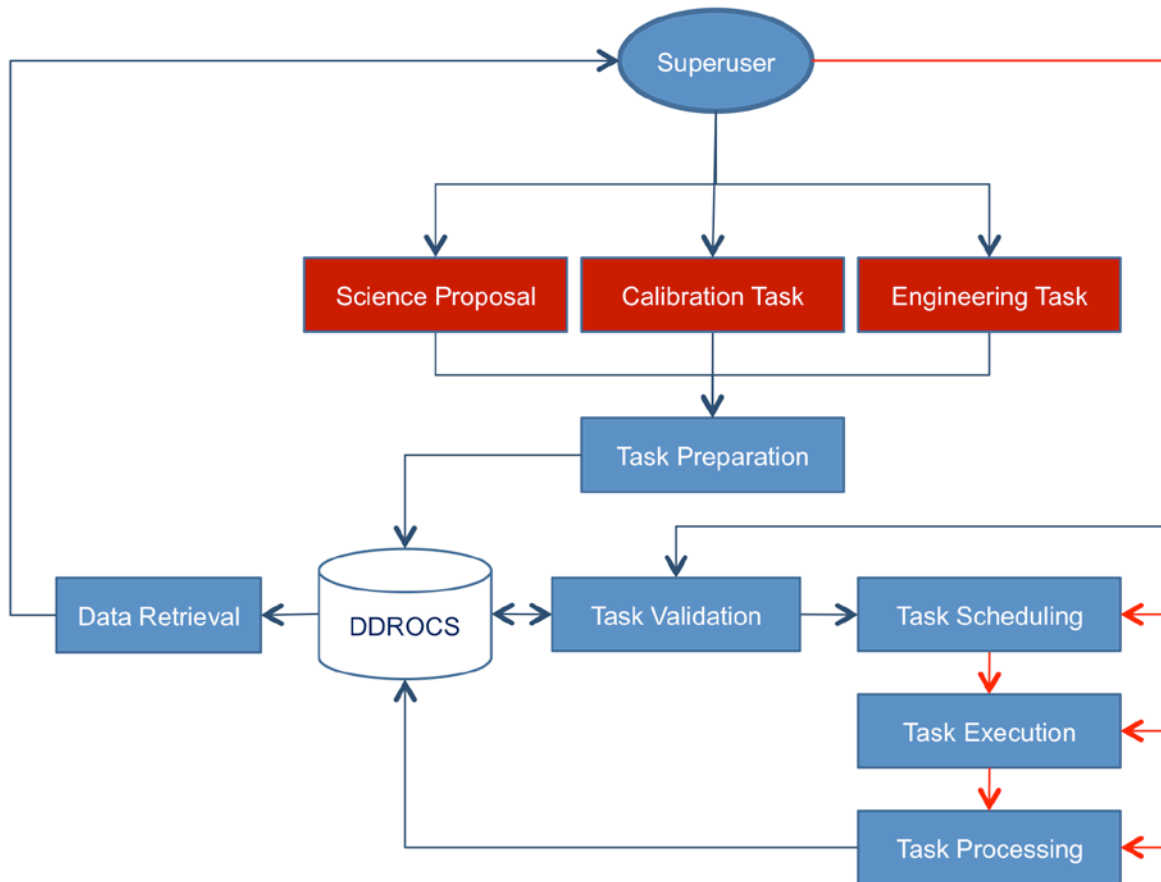 Superuser
Science Proposal
Calibration Task
Engineering Task
Task Preparation
Data Retrieval
DDROCS
Task Validation
Task Scheduling
Task Execution
Task Processing